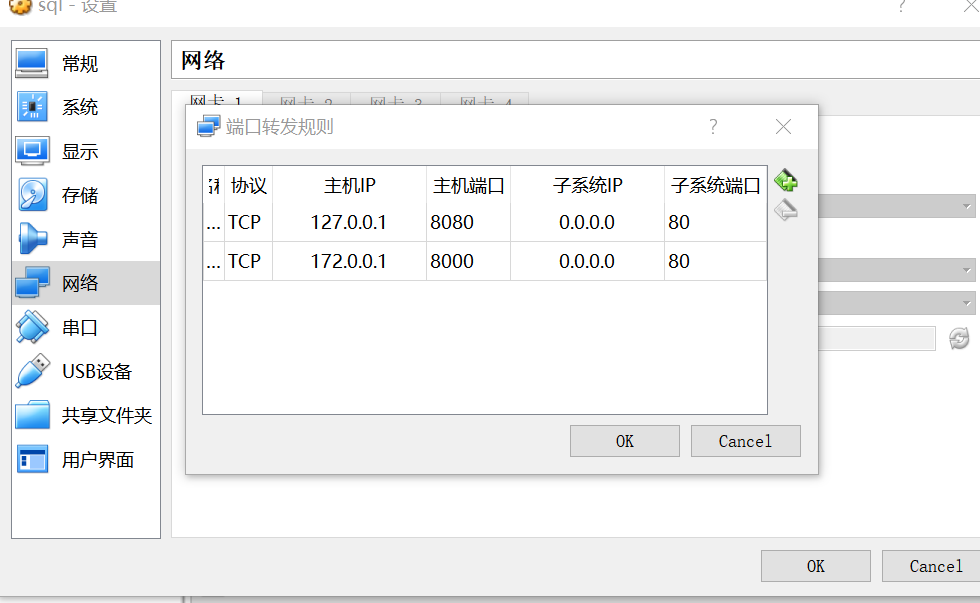 sql - 设置
常规
系统
显示
存储
声音
网络
串口
USB设备
共享文件夹
用户界面
网络
网卡 1 网卡 2 网卡 3 网卡 4
端口转发规则
协议 主机IP 主机端口 子系统IP 子系统端口
... TCP 127.0.0.1 8080 0.0.0.0 80
... TCP 172.0.0.1 8000 0.0.0.0 80
OK Cancel
OK Cancel